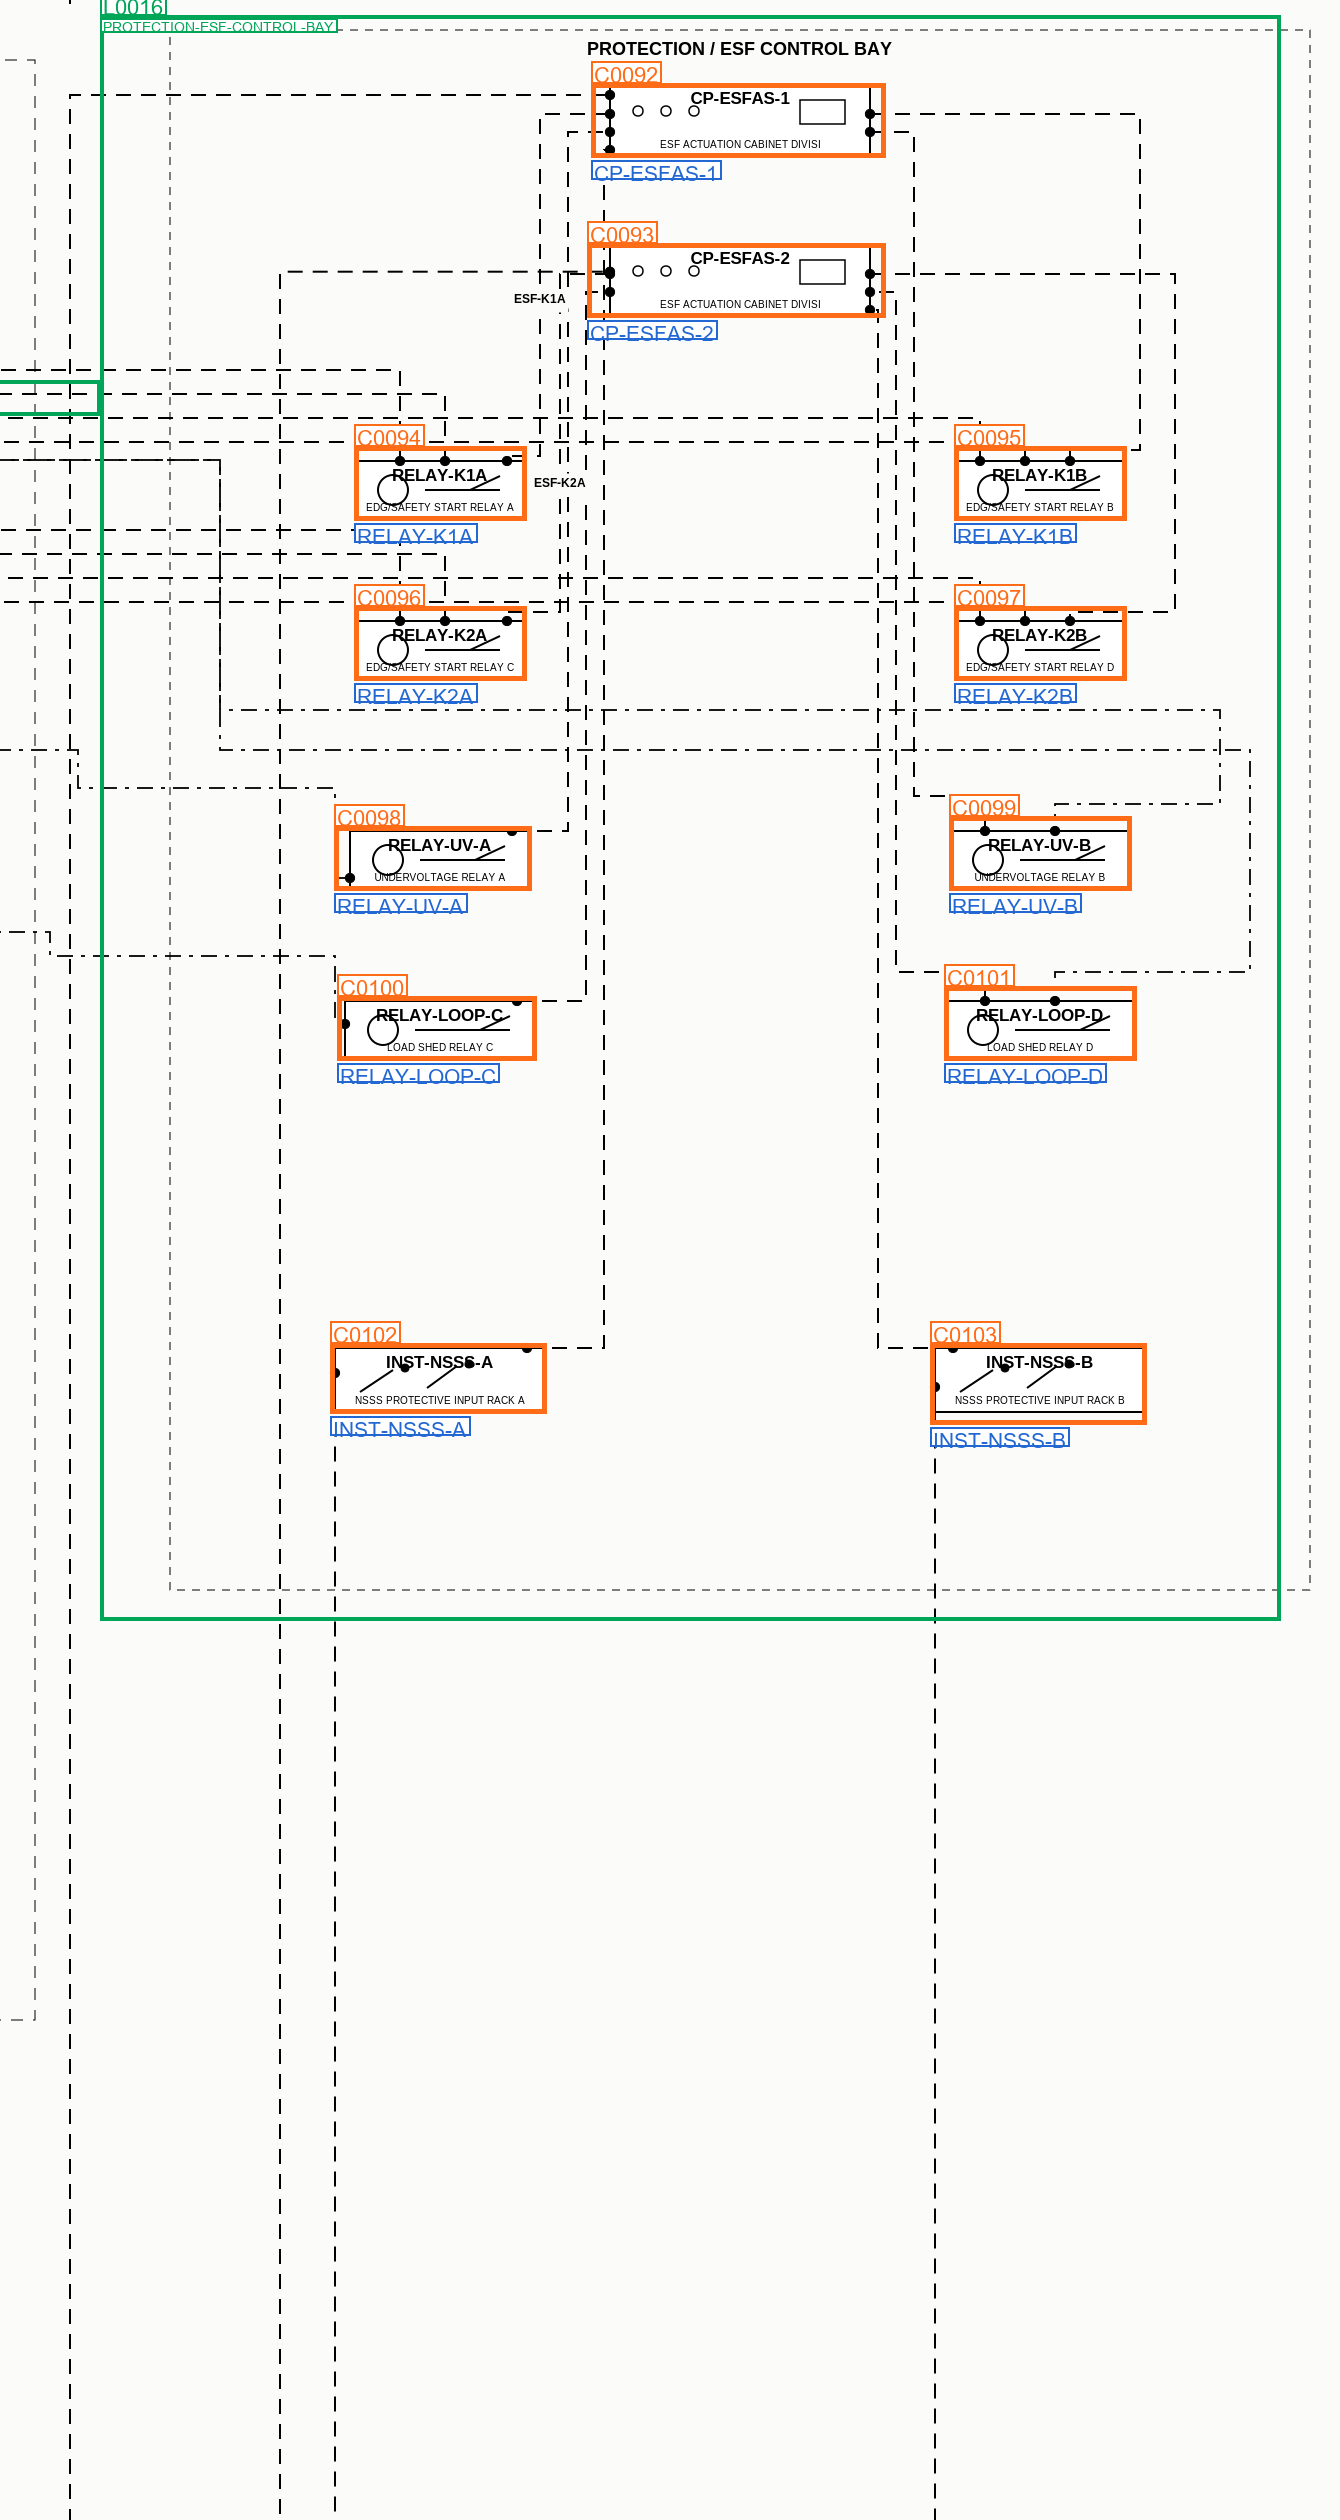 L0016
PROTECTION-ESF-CONTROL-BAY
PROTECTION / ESF CONTROL BAY
C0092
CP-ESFAS-1
ESF ACTUATION CABINET DIVISI
CP-ESFAS-1
C0093
CP-ESFAS-2
ESF-K1A
ESF ACTUATION CABINET DIVISI
CP-ESFAS-2
C0094
C0095
RELAY-K1A
RELAY-K1B
ESF-K2A
EDG/SAFETY START RELAY A
EDG/SAFETY START RELAY B
RELAY-K1A
RELAY-K1B
C0096
C0097
RELAY-K2A
RELAY-K2B
EDG/SAFETY START RELAY C
EDG/SAFETY START RELAY D
RELAY-K2A
RELAY-K2B
C0098
C0099
RELAY-UV-A
RELAY-UV-B
UNDERVOLTAGE RELAY A
UNDERVOLTAGE RELAY B
RELAY-UV-A
RELAY-UV-B
C0100
C0101
RELAY-LOOP-C
RELAY-LOOP-D
LOAD SHED RELAY C
LOAD SHED RELAY D
RELAY-LOOP-C
RELAY-LOOP-D
C0102
C0103
INST-NSSS-A
INST-NSSS-B
NSSS PROTECTIVE INPUT RACK A
NSSS PROTECTIVE INPUT RACK B
INST-NSSS-A
INST-NSSS-B